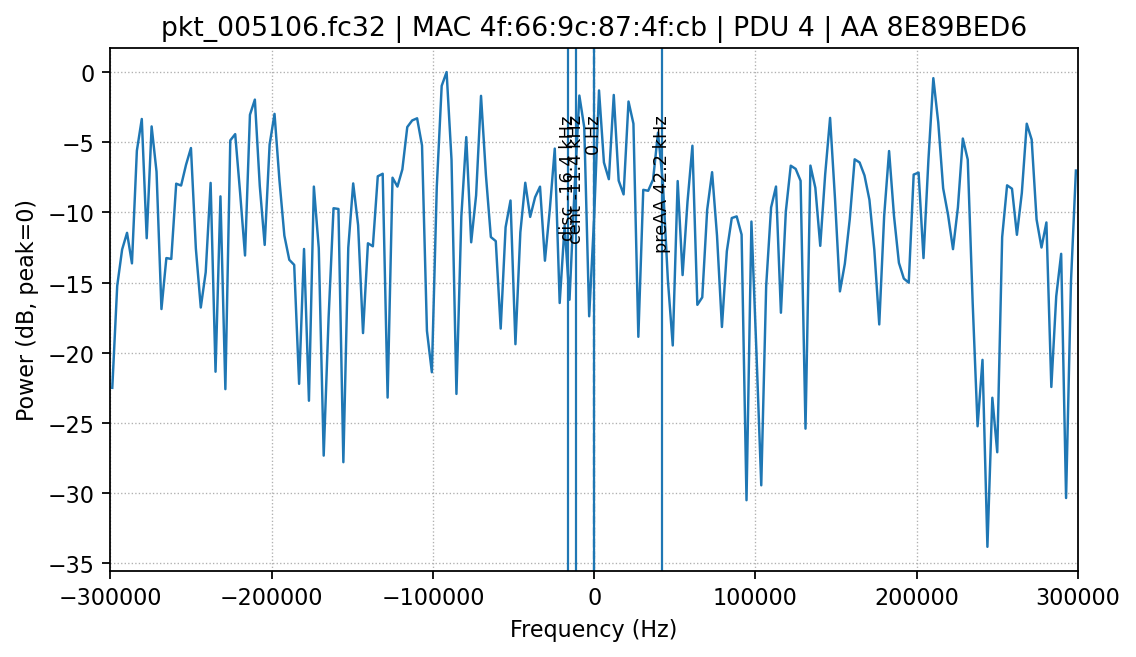 pkt_005106.fc32 | MAC 4f:66:9c:87:4f:cb | PDU 4 | AA 8E89BED6
Power (dB, peak=0)
0
−5
−10
−15
−20
−25
−30
−35
disc -16.4 kHz
cent -11.4 kHz
0 Hz
preAA 42.2 kHz
−300000
−200000
−100000
0
100000
200000
300000
Frequency (Hz)